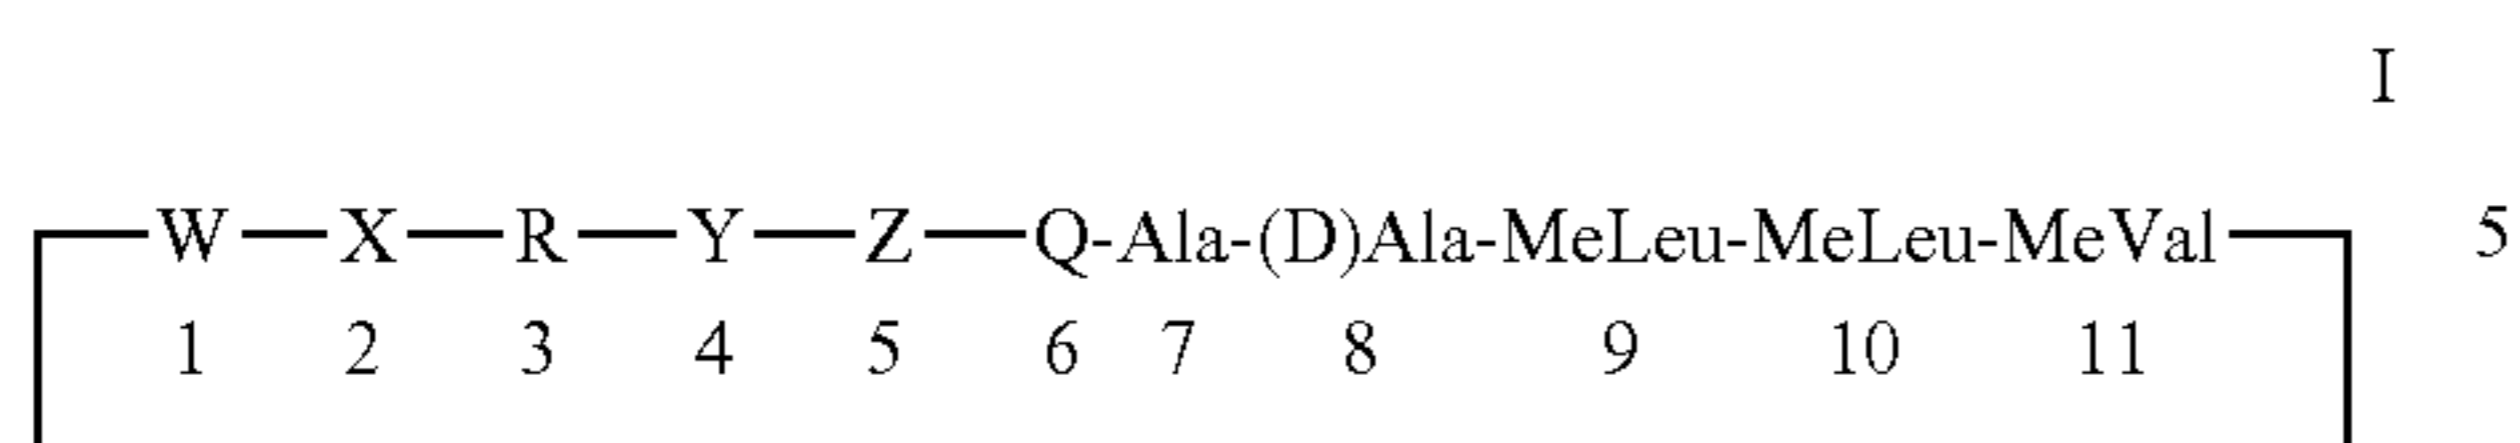 I
W—X—R—Y—Z—Q-Ala-(D)Ala-MeLeu-MeLeu-MeVal 5
1 2 3 4 5 6 7 8 9 10 11